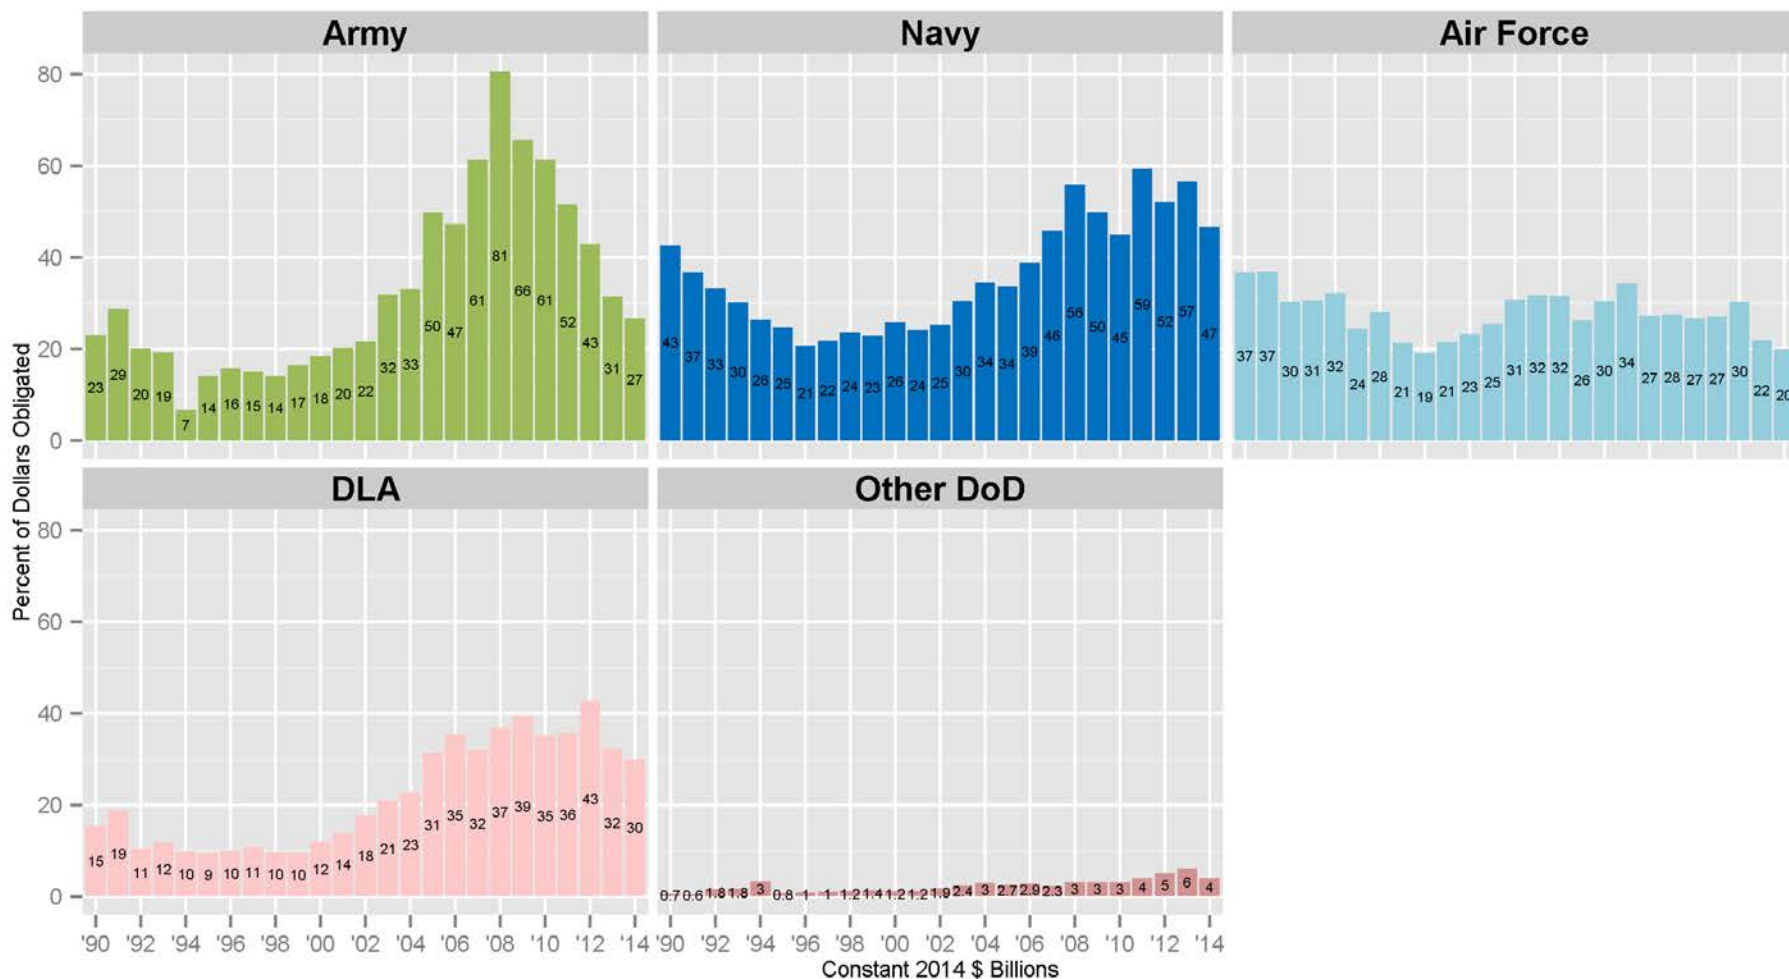 Army
Navy
Air Force
80
60
40
20
0
23 29 20 19 7 14 16 15 14 17 18 20 22 32 33 50 47 61 81 66 61 52 43 31 27
43 37 33 30 26 25 21 22 24 23 26 24 25 30 34 34 39 46 56 50 45 59 52 57 47
37 37 30 31 32 24 28 21 19 21 23 25 31 32 32 26 30 34 27 28 27 27 30 22 20
Percent of Dollars Obligated
DLA
Other DoD
80
60
40
20
0
15 19 11 12 10 9 10 11 10 10 12 14 18 21 23 31 35 32 37 39 35 36 43 32 30
0.7 0.6 1.8 1.8 3 0.8 1 1 1.2 1.4 1.2 1.2 1.9 2.4 3 2.7 2.9 2.3 3 3 3 4 5 6 4
'90 '92 '94 '96 '98 '00 '02 '04 '06 '08 '10 '12 '14
'90 '92 '94 '96 '98 '00 '02 '04 '06 '08 '10 '12 '14
Constant 2014 $ Billions